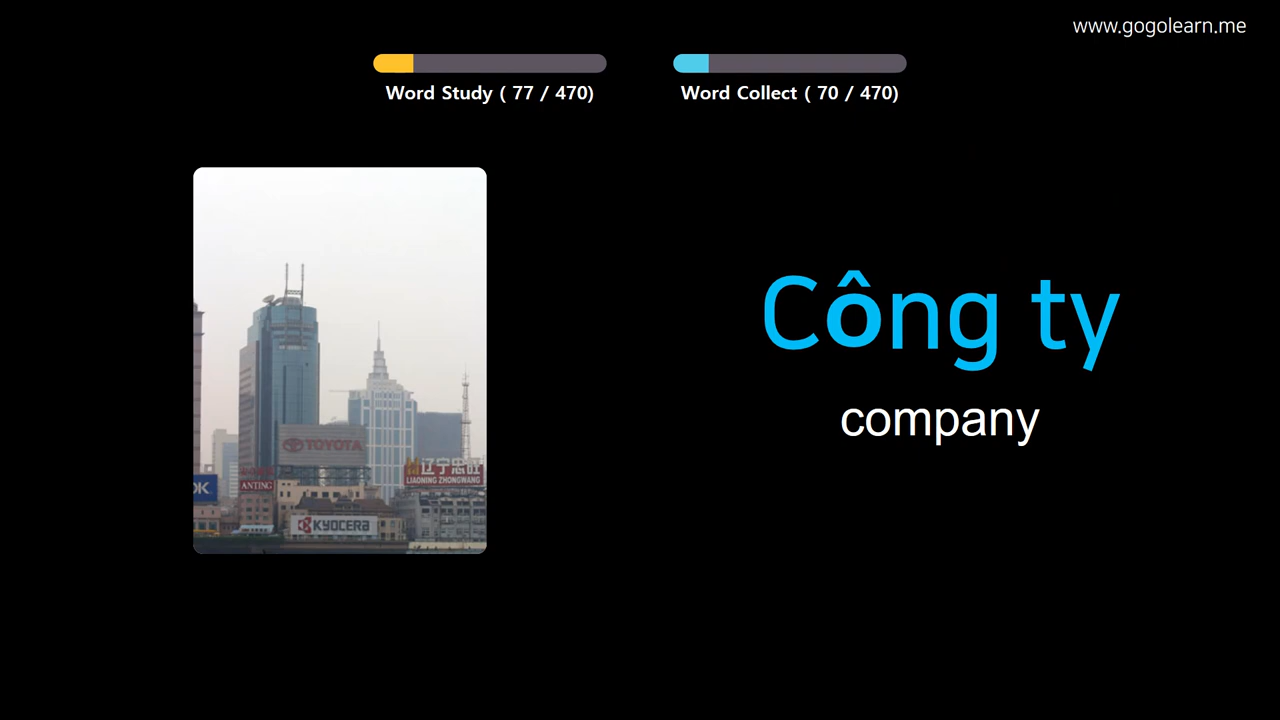 www.gogolearn.me
Word Study ( 77 / 470)
Word Collect ( 70 / 470)
Công ty
company
TOYOTA
辽宁忠旺
LIAONING ZHONGWANG
OK
ANTING
KYOCERA